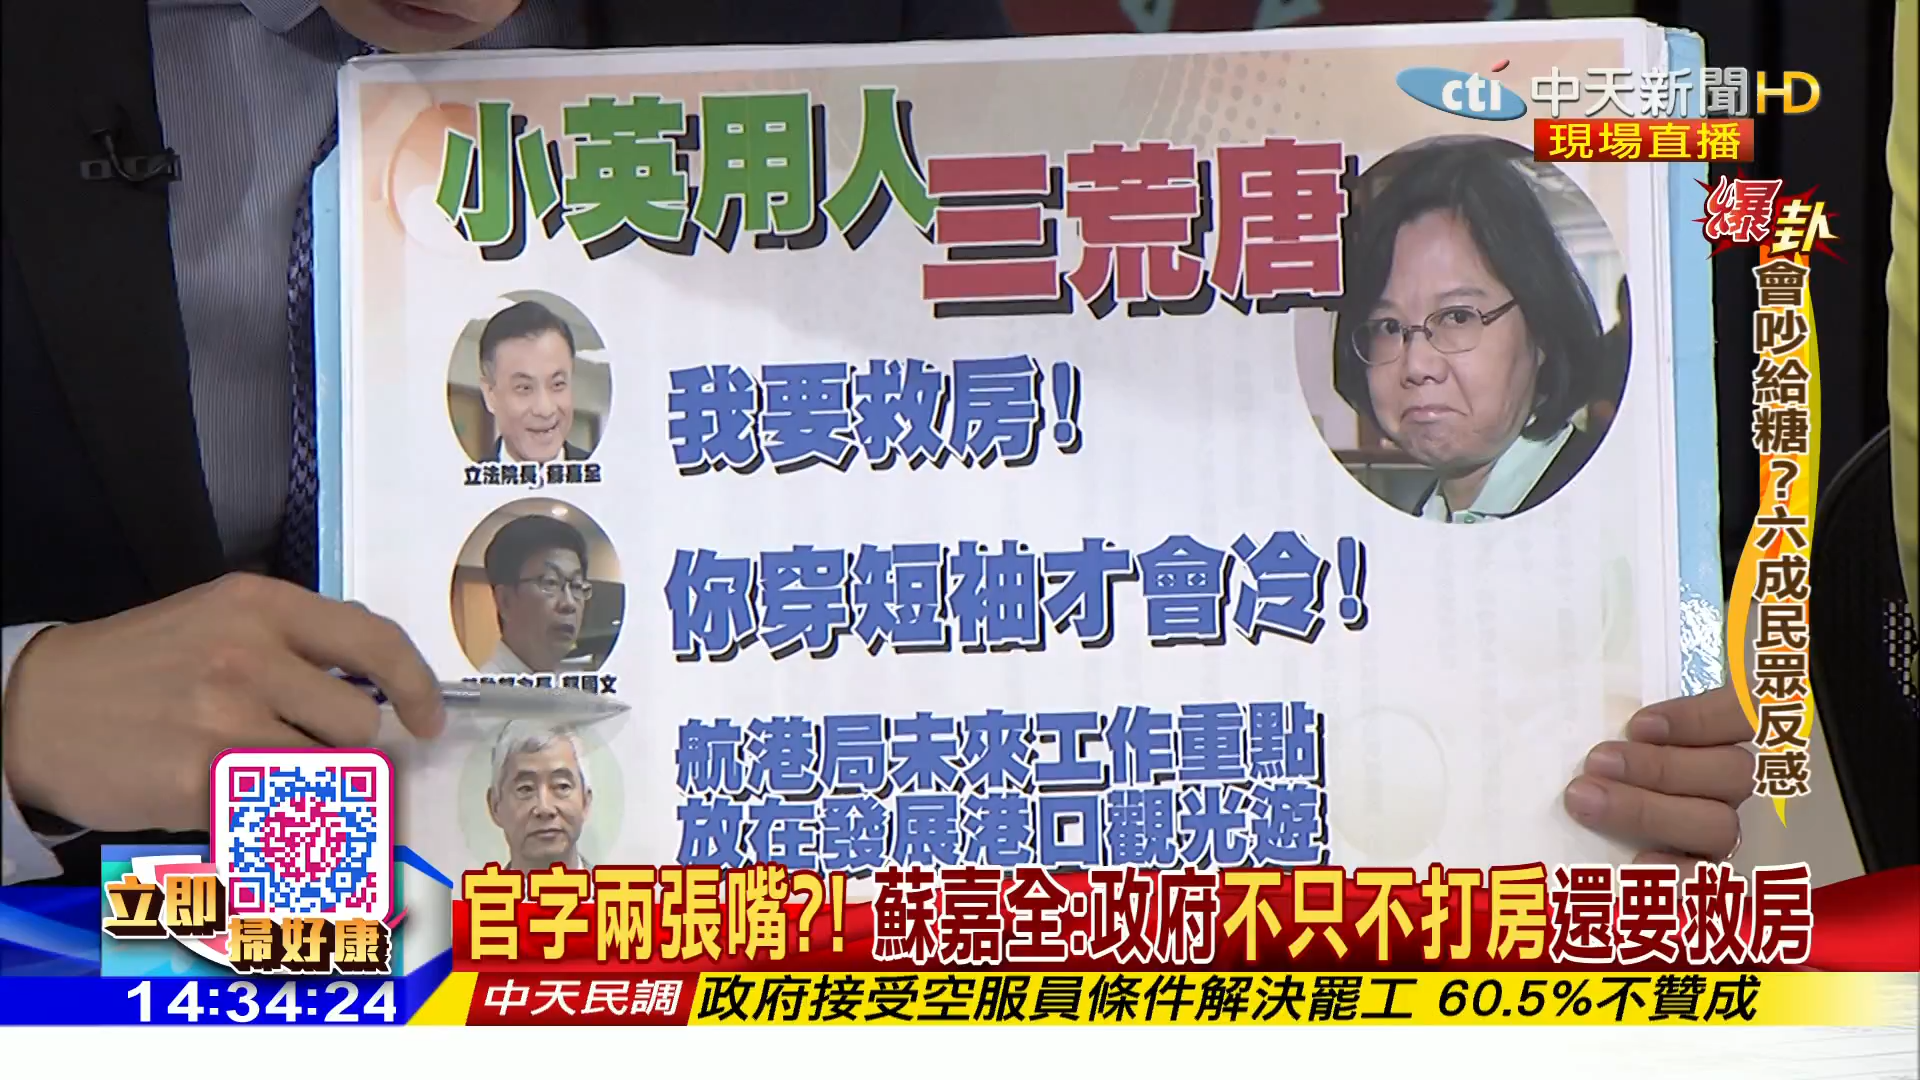 cti 中天新聞HD
現場直播
小英用人
三荒唐
爆卦
會吵給糖？六成民眾反感
我要救房！
立法院長 蘇嘉全
你穿短袖才會冷！
航港局未來工作重點
放在發展港口觀光遊
立即
掃好康
官字兩張嘴?! 蘇嘉全:政府不只不打房還要救房
14:34:24
中天民調 政府接受空服員條件解決罷工 60.5%不贊成